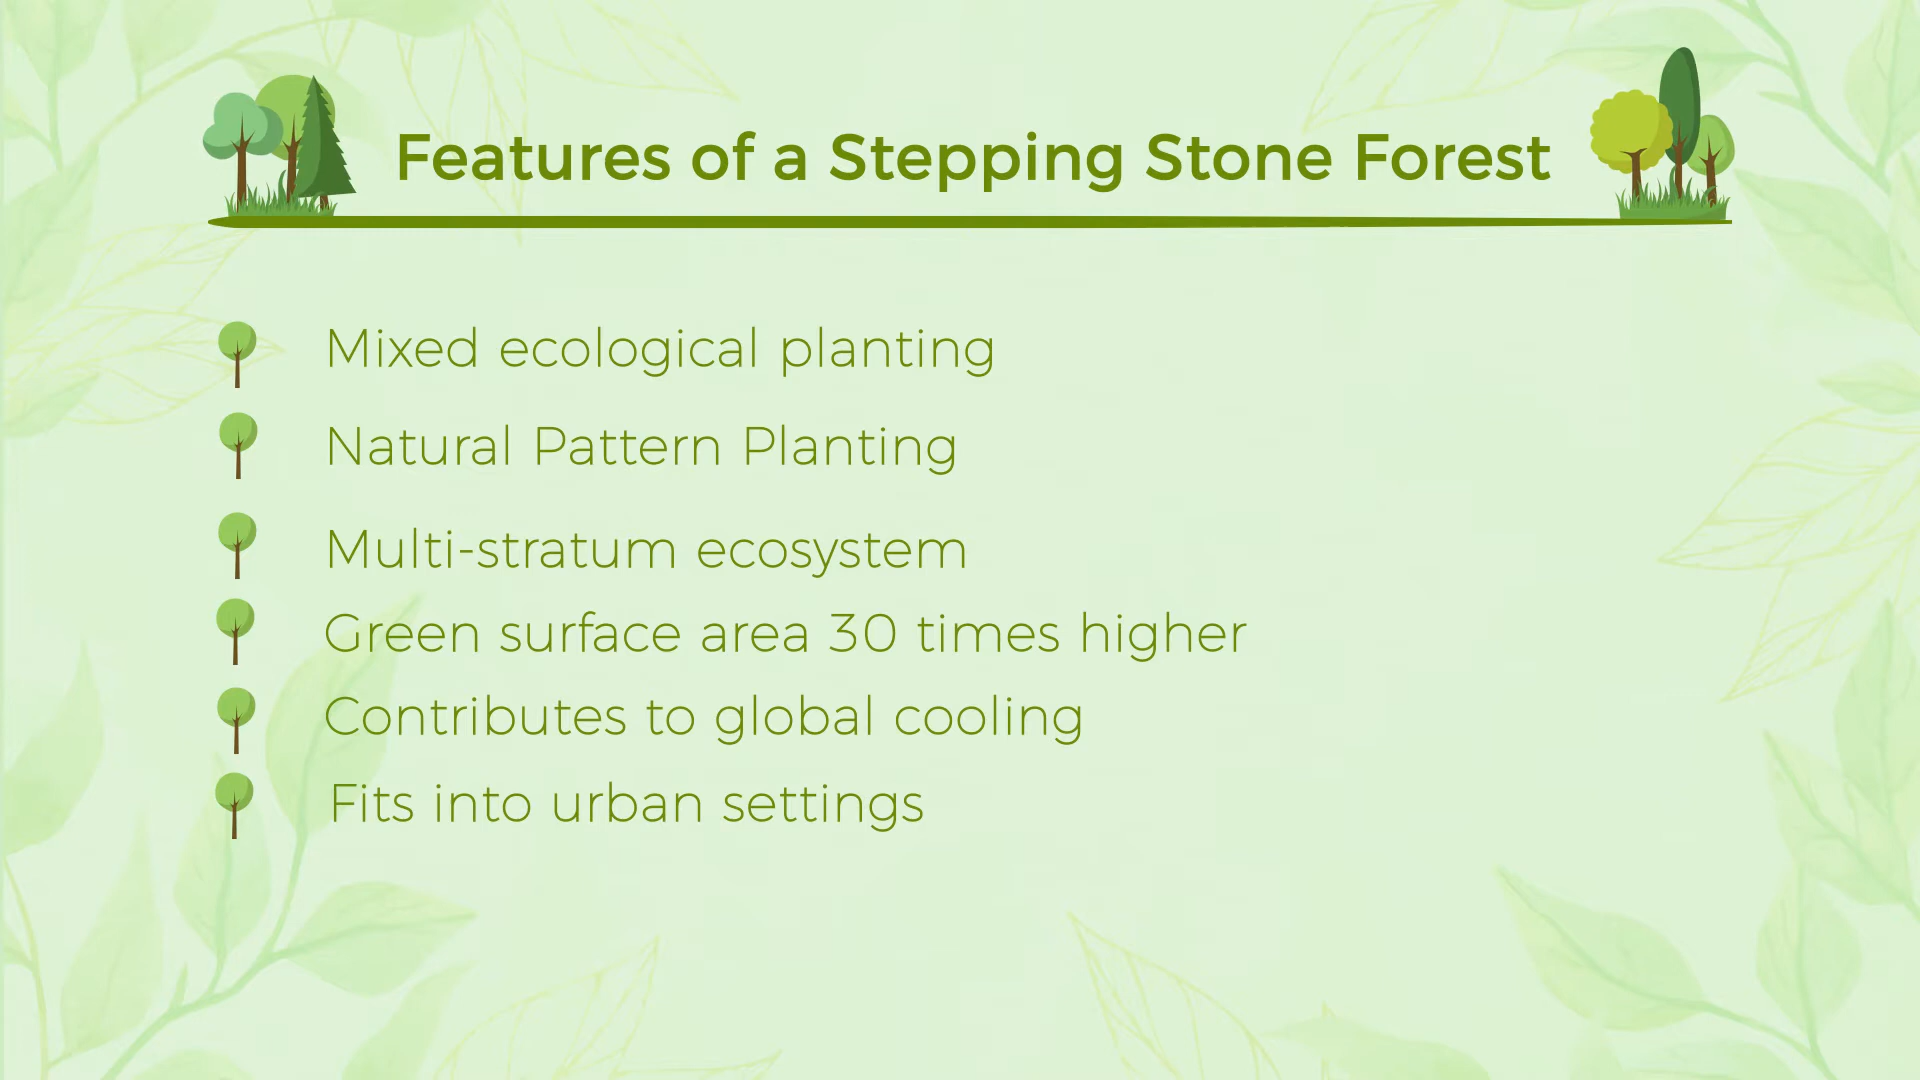 Features of a Stepping Stone Forest
Mixed ecological planting
Natural Pattern Planting
Multi-stratum ecosystem
Green surface area 30 times higher
Contributes to global cooling
Fits into urban settings